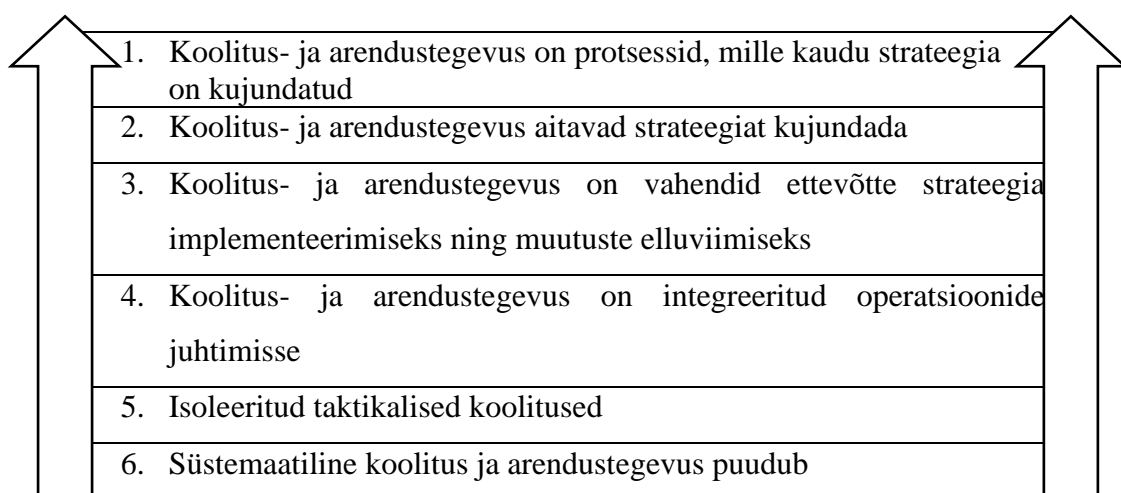 1. Koolitus- ja arendustegevus on protsessid, mille kaudu strateegia
on kujundatud
2. Koolitus- ja arendustegevus aitavad strateegiat kujundada
3. Koolitus- ja arendustegevus on vahendid ettevõtte strateegia
implementeerimiseks ning muutuste elluviimiseks
4. Koolitus- ja arendustegevus on integreeritud operatsioonide
juhtimisse
5. Isoleeritud taktikalised koolitused
6. Süstemaatiline koolitus ja arendustegevus puudub